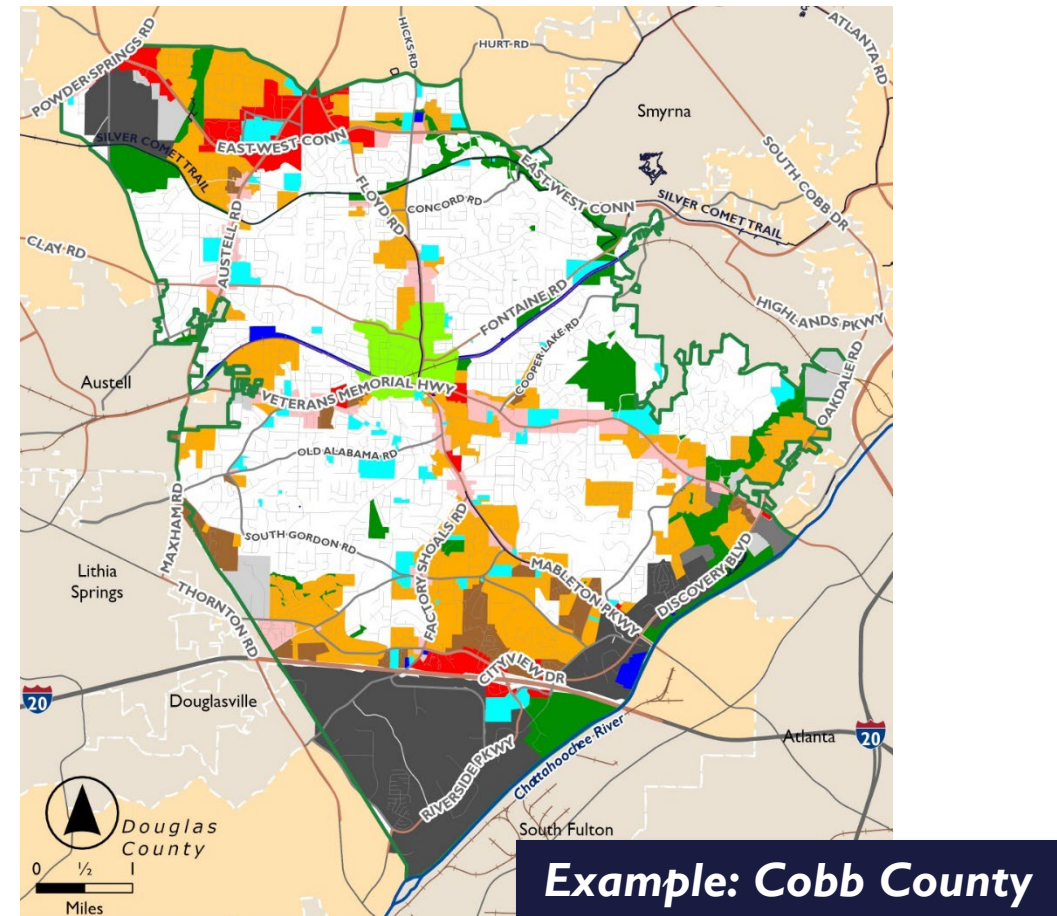 POWDER SPRINGS RD
HICKS RD
HURT RD
ATLANTA RD
Smyrna
EAST-WEST CONN
SILVER COMET TRAIL
SOUTH COBB DR
EAST-WEST CONN
SILVER COMET TRAIL
FLOYD RD
CONCORD RD
CLAY RD
AUSTELL RD
FONTAINE RD
HIGHLANDS PKWY
COOPER LAKE RD
OAKDALE RD
Austell
VETERANS MEMORIAL HWY
OLD ALABAMA RD
MAXHAM RD
SOUTH GORDON RD
FACTORY SHOALS RD
MABLETON PKWY
DISCOVERY BLVD
Lithia
Springs
THORNTON RD
CITYVIEW DR
20
Douglasville
Atlanta
20
RIVERSIDE PKWY
Chattahoochee River
Douglas
County
South Fulton
0 ½ 1
Miles
Example: Cobb County